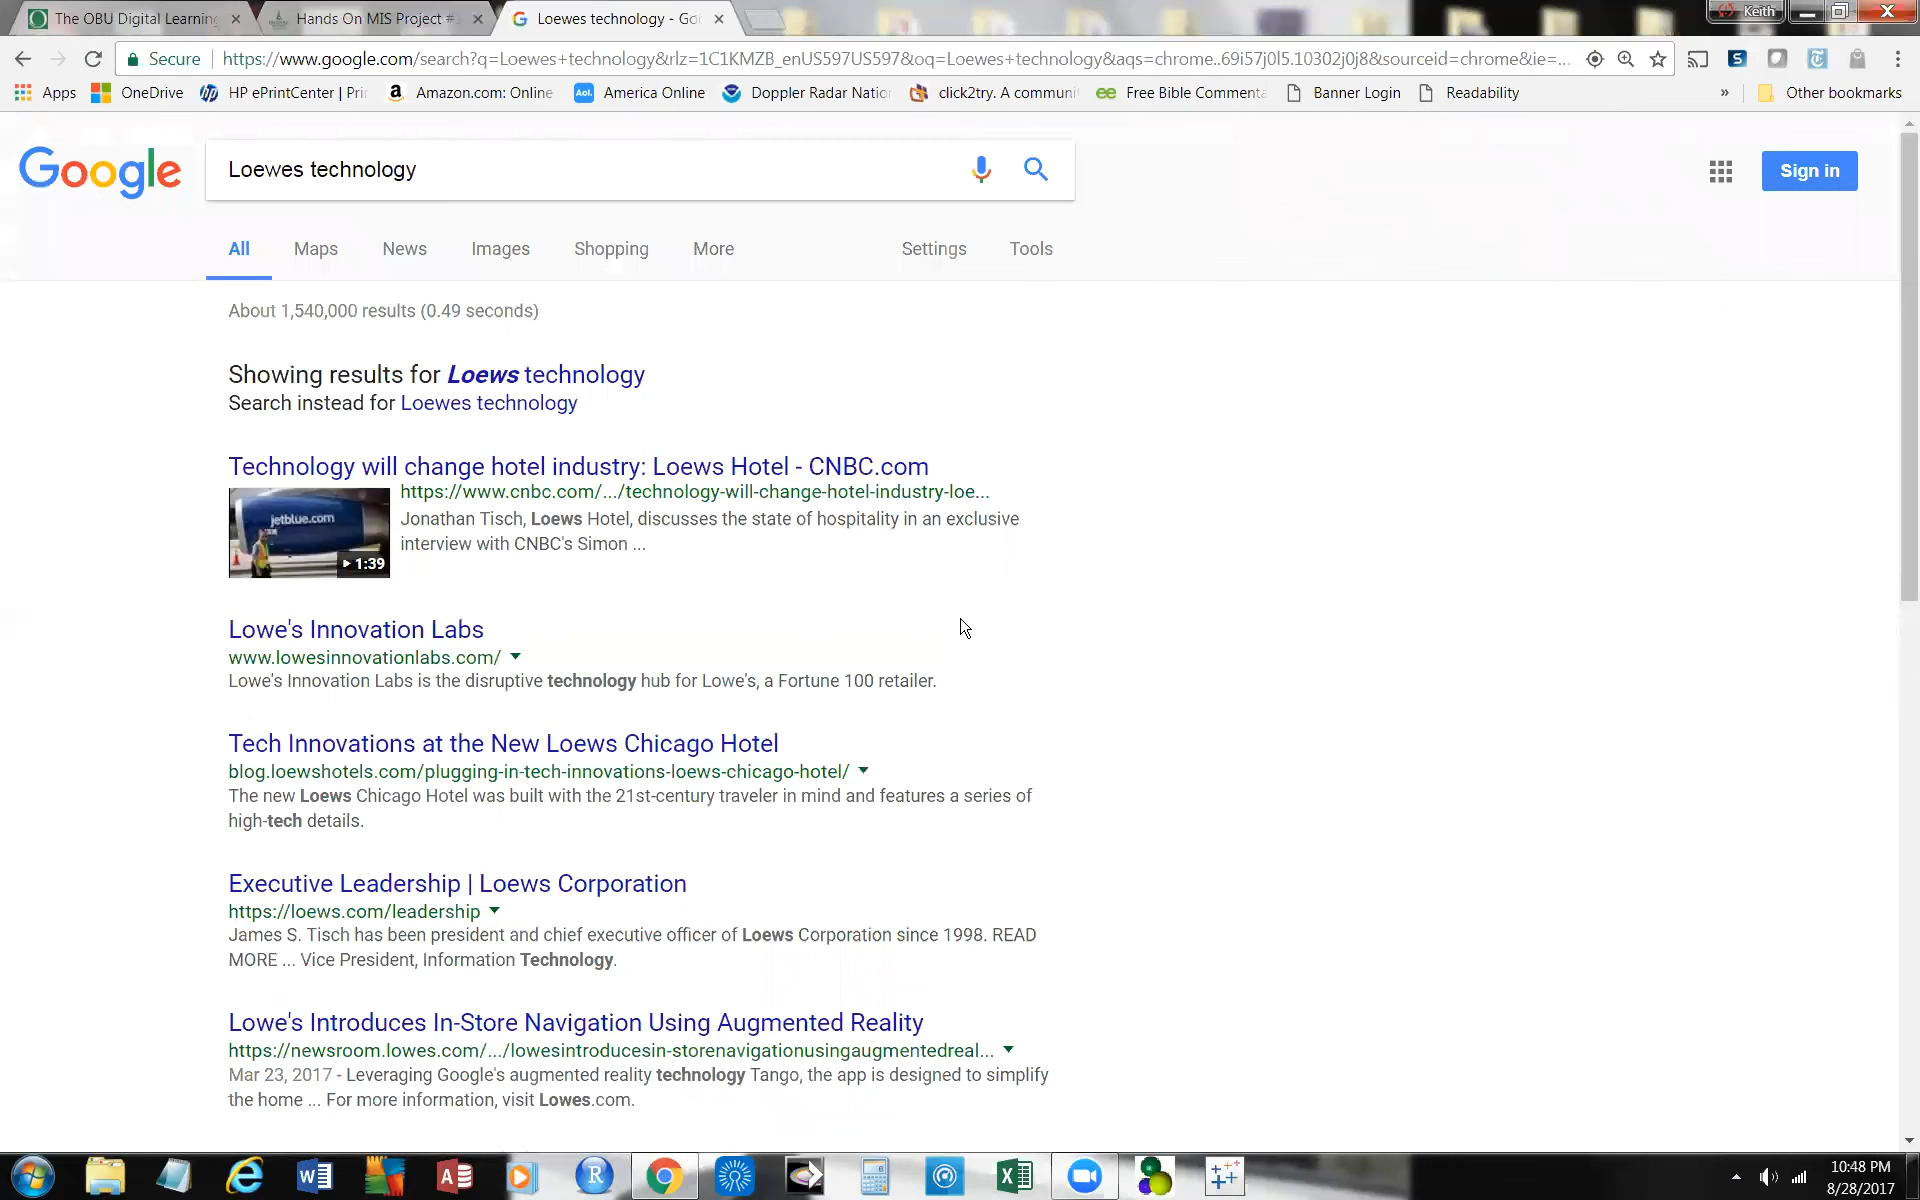 The OBU Digital Learning
Hands On MIS Project #
Loewes technology - Go
Keith
Secure
https://www.google.com/search?q=Loewes+technology&rlz=1C1KMZB_enUS597US597&oq=Loewes+technology&aqs=chrome..69i57j0l5.10302j0j8&sourceid=chrome&ie=...
Apps
OneDrive
HP ePrintCenter | Pri
Amazon.com: Online
Aol.
America Online
Doppler Radar Natio
click2try. A communi
Free Bible Commenta
Banner Login
Readability
»
Other bookmarks
Google
Loewes technology
Sign in
All
Maps
News
Images
Shopping
More
Settings
Tools
About 1,540,000 results (0.49 seconds)
Showing results for Loews technology
Search instead for Loewes technology
Technology will change hotel industry: Loews Hotel - CNBC.com
https://www.cnbc.com/.../technology-will-change-hotel-industry-loe...
jetblue.com
1:39
Jonathan Tisch, Loews Hotel, discusses the state of hospitality in an exclusive
interview with CNBC's Simon ...
Lowe's Innovation Labs
www.lowesinnovationlabs.com/
Lowe's Innovation Labs is the disruptive technology hub for Lowe's, a Fortune 100 retailer.
Tech Innovations at the New Loews Chicago Hotel
blog.loewshotels.com/plugging-in-tech-innovations-loews-chicago-hotel/
The new Loews Chicago Hotel was built with the 21st-century traveler in mind and features a series of
high-tech details.
Executive Leadership | Loews Corporation
https://loews.com/leadership
James S. Tisch has been president and chief executive officer of Loews Corporation since 1998. READ
MORE ... Vice President, Information Technology.
Lowe's Introduces In-Store Navigation Using Augmented Reality
https://newsroom.lowes.com/.../lowesintroducesin-storenavigationusingaugmentedreal...
Mar 23, 2017 - Leveraging Google's augmented reality technology Tango, the app is designed to simplify
the home ... For more information, visit Lowes.com.
10:48 PM
8/28/2017